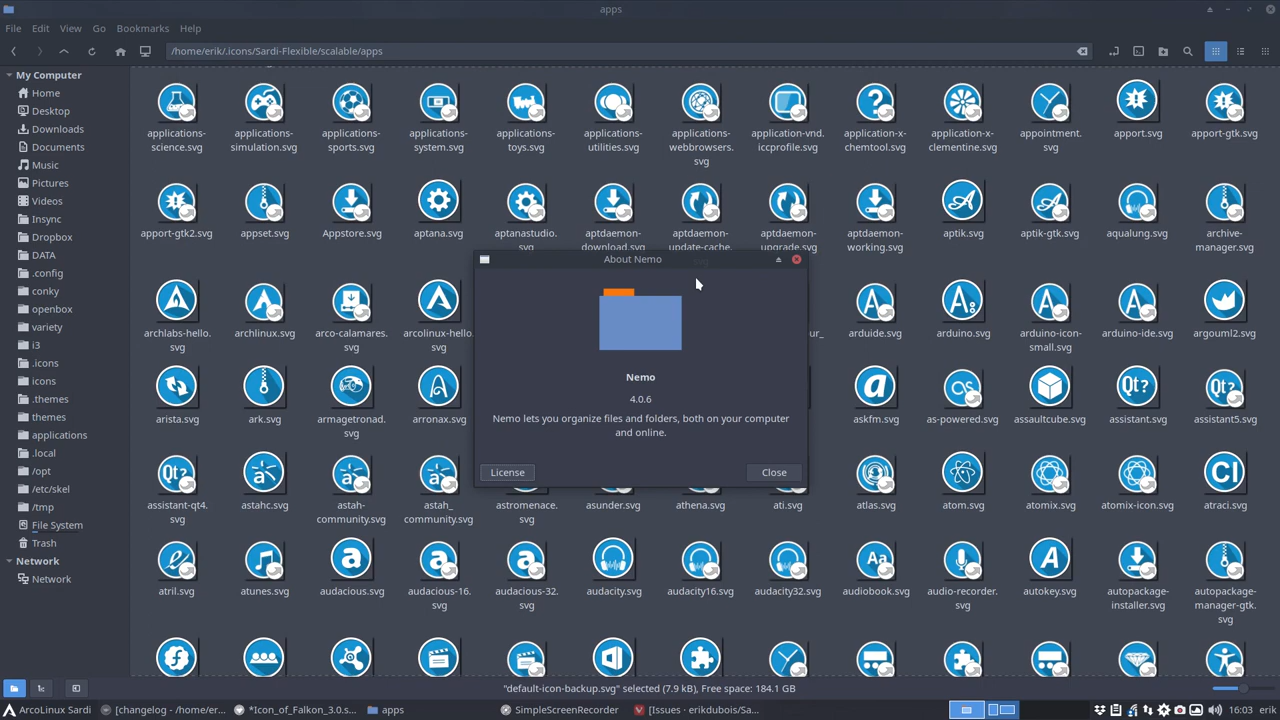 apps
File Edit View Go Bookmarks Help
/home/erik/.icons/Sardi-Flexible/scalable/apps
My Computer
Home
Desktop
Downloads
Documents
Music
Pictures
Videos
Insync
Dropbox
DATA
.config
conky
openbox
variety
i3
.icons
icons
.themes
themes
applications
.local
/opt
/etc/skel
/tmp
File System
Trash
Network
Network
applications- applications- applications- applications- applications- applications- applications- application-vnd. application-x- application-x- appointment. apport.svg apport-gtk.svg
science.svg simulation.svg sports.svg system.svg toys.svg utilities.svg webbrowsers. iccprofile.svg chemtool.svg clementine.svg svg
svg
apport-gtk2.svg appset.svg Appstore.svg aptana.svg aptanastudio. aptdaemon- aptdaemon- aptdaemon- aptdaemon- aptik.svg aptik-gtk.svg aqualung.svg archive-
svg download.svg update-cache. upgrade.svg working.svg manager.svg
About Nemo
Nemo
4.0.6
Nemo lets you organize files and folders, both on your computer
and online.
License Close
archlabs-hello. archlinux.svg arco-calamares. arcolinux-hello. ur_ arduide.svg arduino.svg arduino-icon- arduino-ide.svg argouml2.svg
svg svg svg small.svg
arista.svg ark.svg armagetronad. arronax.svg askfm.svg as-powered.svg assaultcube.svg assistant.svg assistant5.svg
svg
assistant-qt4. astahc.svg astah- astah_ astromenace. asunder.svg athena.svg ati.svg atlas.svg atom.svg atomix.svg atomix-icon.svg atraci.svg
svg community.svg community.svg svg
atril.svg atunes.svg audacious.svg audacious-16. audacious-32. audacity.svg audacity16.svg audacity32.svg audiobook.svg audio-recorder. autokey.svg autopackage- autopackage-
svg svg svg installer.svg manager-gtk.
svg
"default-icon-backup.svg" selected (7.9 kB), Free space: 184.1 GB
ArcoLinux Sardi [changelog - /home/er... *Icon_of_Falkon_3.0.s... apps SimpleScreenRecorder [Issues · erikdubois/Sa... 16:03 erik